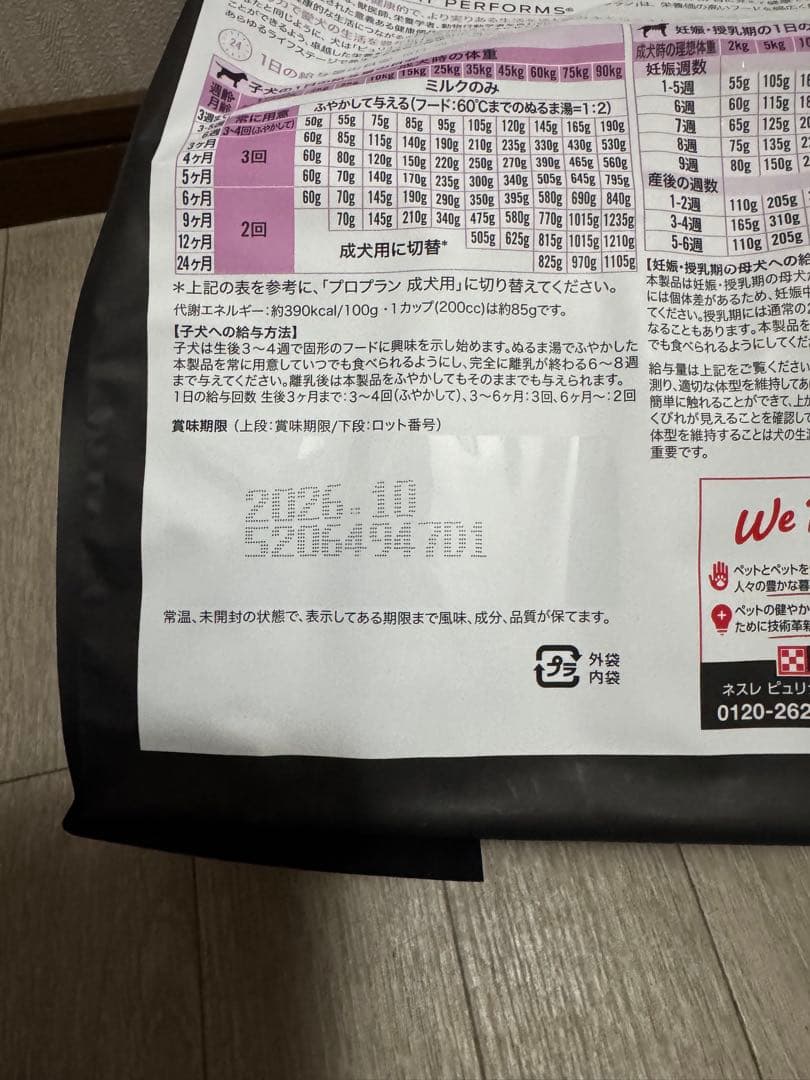 PERFORMS®
1日の給
時の体重
10kg 15kg 25kg 35kg 45kg 60kg 75kg 90kg
週齢
月齢
ミルクのみ
3週
常に用意
3~4回(ふやかして)
ふやかして与える(フード:60℃までのぬるま湯=1:2)
50g 55g 75g 85g 95g 105g 120g 145g 165g 190g
3ヶ月 60g 85g 115g 140g 190g 210g 235g 330g 430g 530g
4ヶ月 3回 60g 80g 120g 150g 220g 250g 270g 390g 465g 560g
5ヶ月 60g 70g 140g 170g 235g 300g 340g 505g 645g 795g
6ヶ月 2回 60g 70g 145g 190g 290g 350g 395g 580g 690g 840g
9ヶ月 70g 145g 210g 340g 475g 580g 770g 1015g 1235g
12ヶ月 成犬用に切替* 505g 625g 815g 1015g 1210g
24ヶ月 825g 970g 1105g
*上記の表を参考に、「プロプラン 成犬用」に切り替えてください。
代謝エネルギー:約390kcal/100g・1カップ(200cc)は約85gです。
【子犬への給与方法】
子犬は生後3~4週で固形のフードに興味を示し始めます。ぬるま湯でふやかした
本製品を常に用意していつでも食べられるようにし、完全に離乳が終わる6~8週
まで与えてください。離乳後は本製品をふやかしてもそのままでも与えられます。
1日の給与回数 生後3ヶ月まで:3~4回(ふやかして)、3~6ヶ月:3回、6ヶ月~:2回
賞味期限(上段:賞味期限/下段:ロット番号)
2026.10
5206494701
常温、未開封の状態で、表示してある期限まで風味、成分、品質が保てます。
プラ
外袋
内袋
妊娠・授乳期の1日の
成犬時の理想体重 2kg 5kg
妊娠週数
1-5週 55g 105g
6週 60g 115g
7週 65g 125g
8週 75g 135g
9週 80g 150g
産後の週数
1-2週 110g 205g
3-4週 165g 310g
5-6週 110g 205g
【妊娠・授乳期の母犬への給
本製品は妊娠・授乳期の母犬
には個体差があるため、妊娠中
てください。授乳期には通常の
なることもあります。本製品を
でも食べられるようにしてくだ
給与量は上記をご覧ください
測り、適切な体型を維持してあ
簡単に触れることができて、上か
くびれが見えることを確認して
体型を維持することは犬の生涯
重要です。
We
ペットとペットを
人々の豊かな暮
ペットの健やか
ために技術革新
ネスレ ピュリナ
0120-262